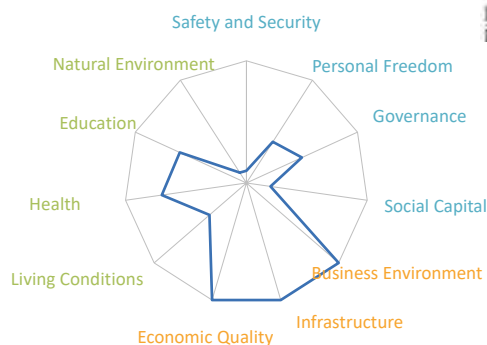 Safety and Security
Natural Environment
Personal Freedom
Education
Governance
Health
Social Capital
Living Conditions
Business Environment
Economic Quality
Infrastructure